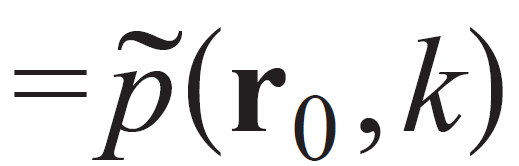 = p̃(𝐫₀, k)